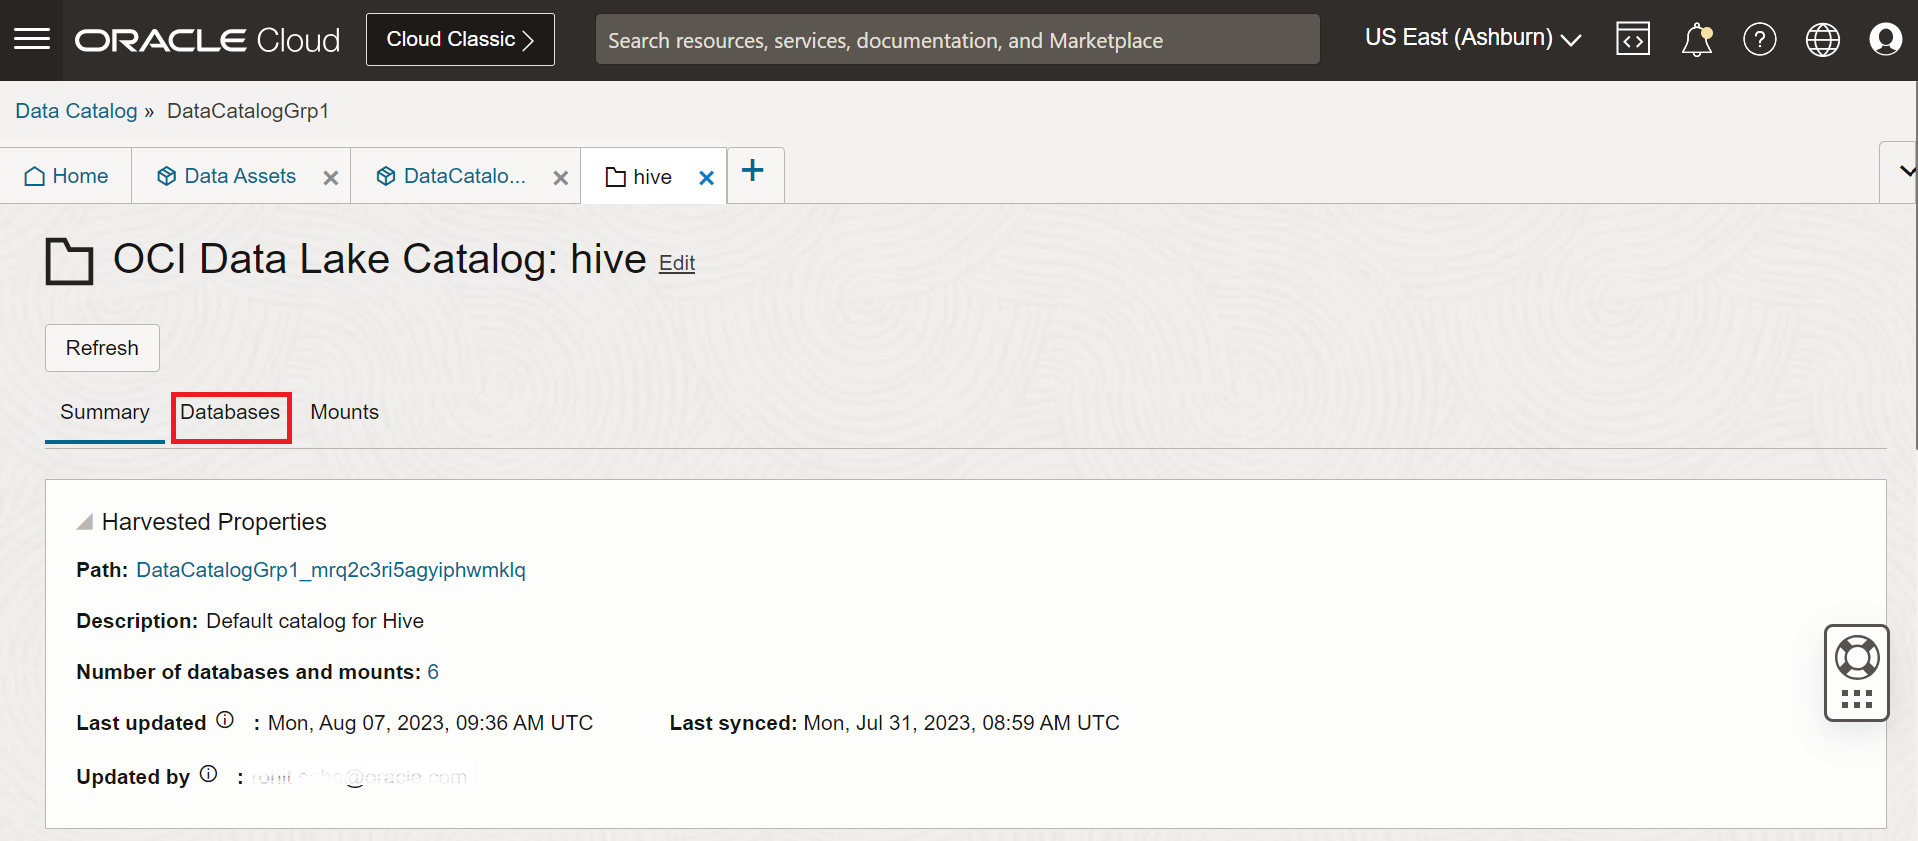 ORACLE Cloud
Cloud Classic
Search resources, services, documentation, and Marketplace
US East (Ashburn)
Data Catalog » DataCatalogGrp1
Home
Data Assets
DataCatalo...
hive
OCI Data Lake Catalog: hive Edit
Refresh
Summary
Databases
Mounts
Harvested Properties
Path: DataCatalogGrp1_mrq2c3ri5agyiphwmklq
Description: Default catalog for Hive
Number of databases and mounts: 6
Last updated : Mon, Aug 07, 2023, 09:36 AM UTC Last synced: Mon, Jul 31, 2023, 08:59 AM UTC
Updated by :